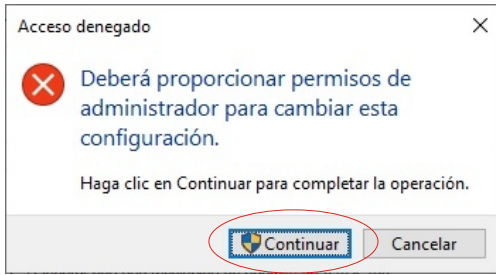 Acceso denegado
Deberá proporcionar permisos de
administrador para cambiar esta
configuración.
Haga clic en Continuar para completar la operación.
Continuar Cancelar